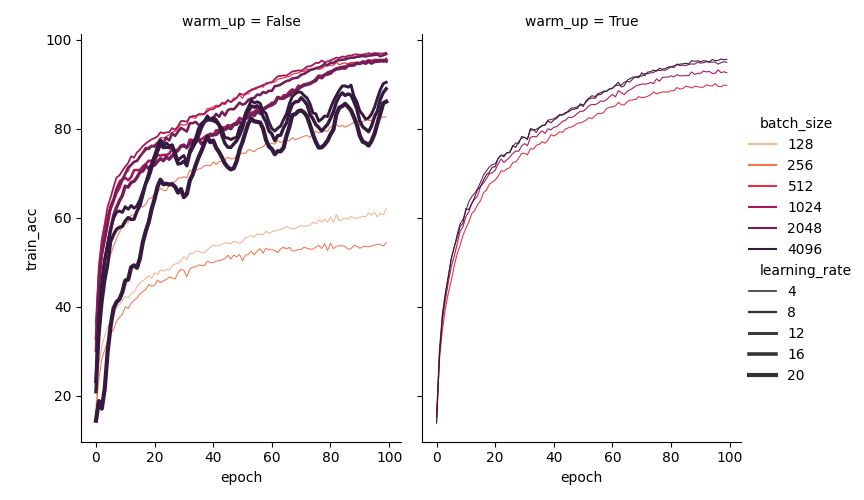 warm_up = False
warm_up = True
train_acc
100
80
60
40
20
0 20 40 60 80 100
epoch
0 20 40 60 80 100
epoch
batch_size
128
256
512
1024
2048
4096
learning_rate
4
8
12
16
20